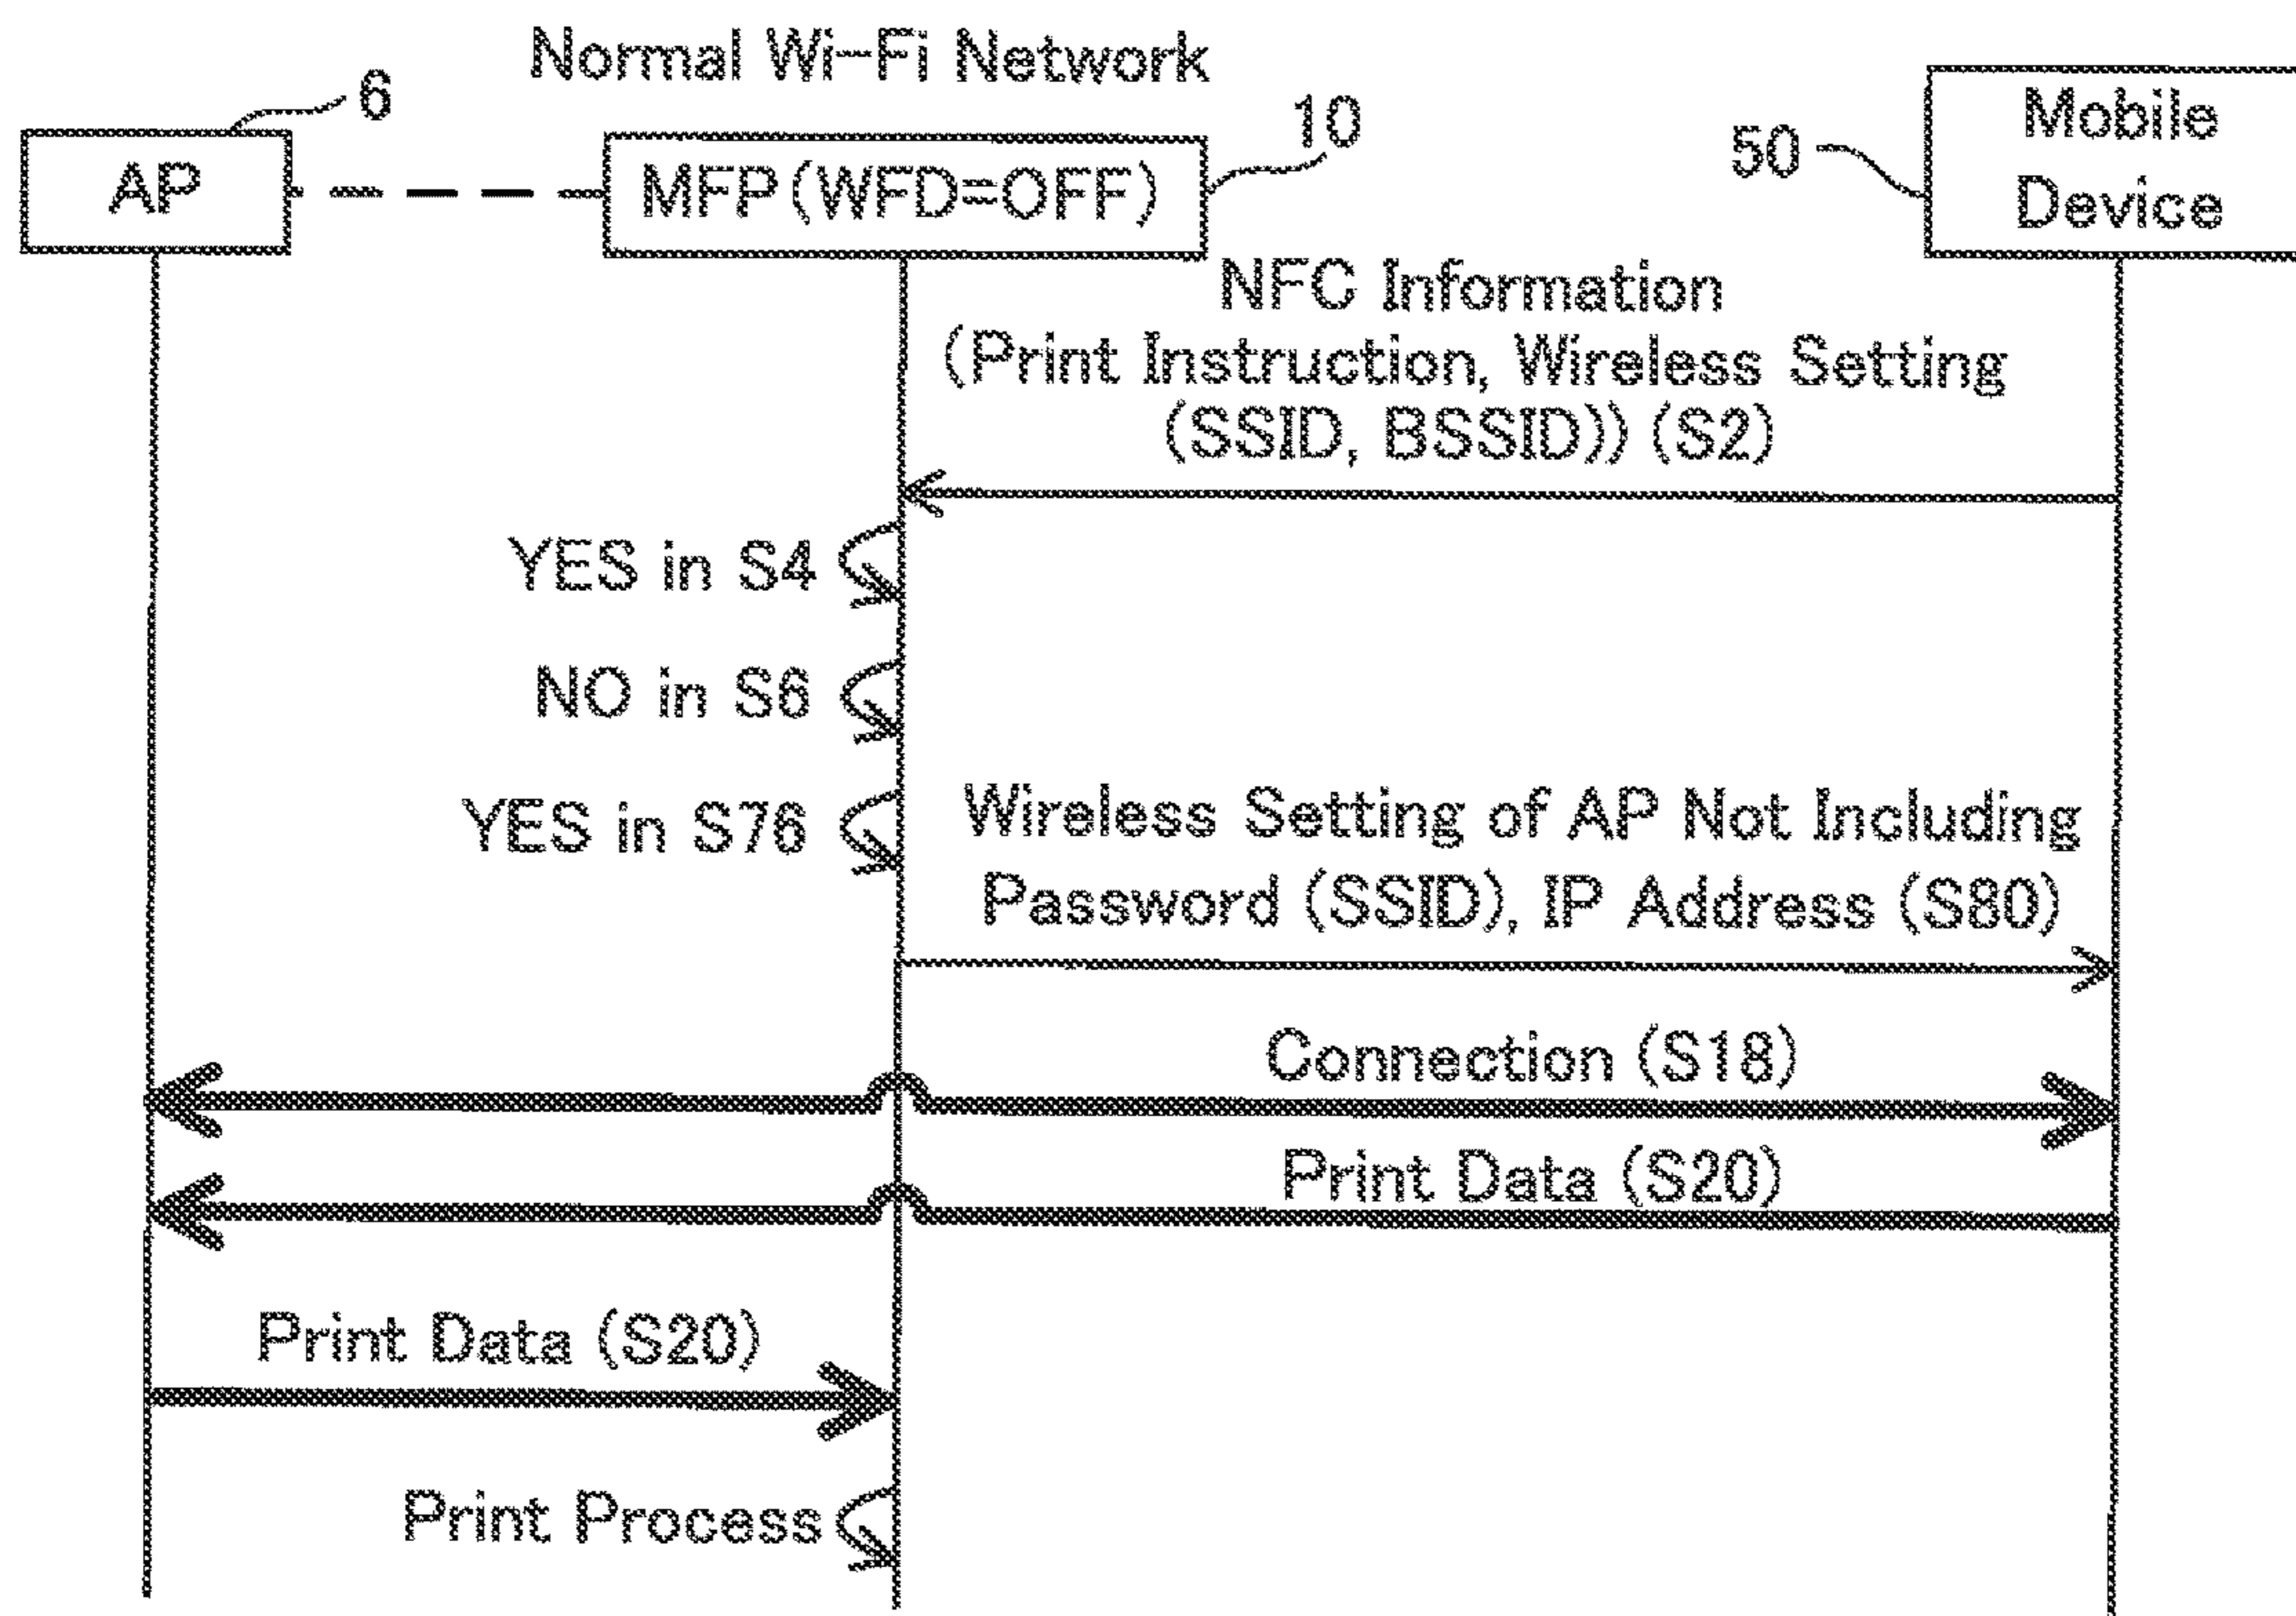 Normal Wi-Fi Network
6
10
AP
MFP(WFD=OFF)
50
Mobile
Device
NFC Information
(Print Instruction, Wireless Setting
(SSID, BSSID)) (S2)
YES in S4
NO in S6
YES in S76
Wireless Setting of AP Not Including
Password (SSID), IP Address (S80)
Connection (S18)
Print Data (S20)
Print Data (S20)
Print Process